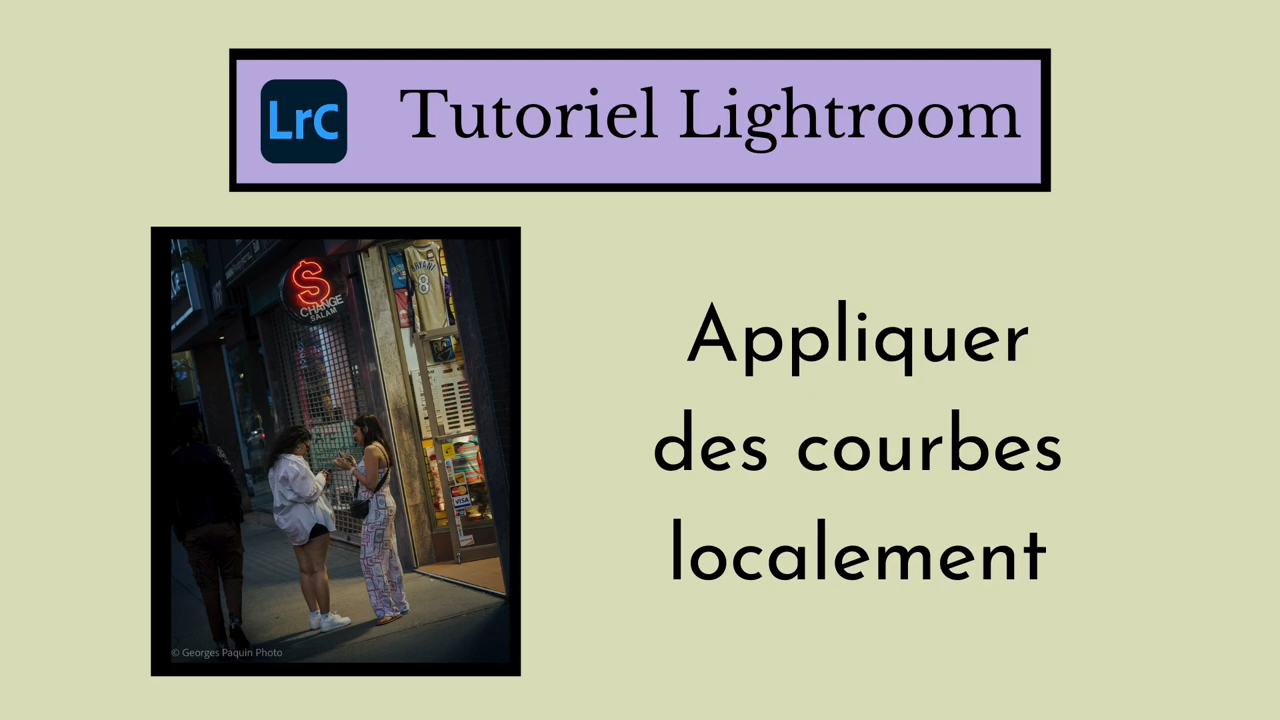 LrC
Tutoriel Lightroom
$
CHANGE
SALAM
BRYANT
8
VISA
© Georges Paquin Photo
Appliquer
des courbes
localement